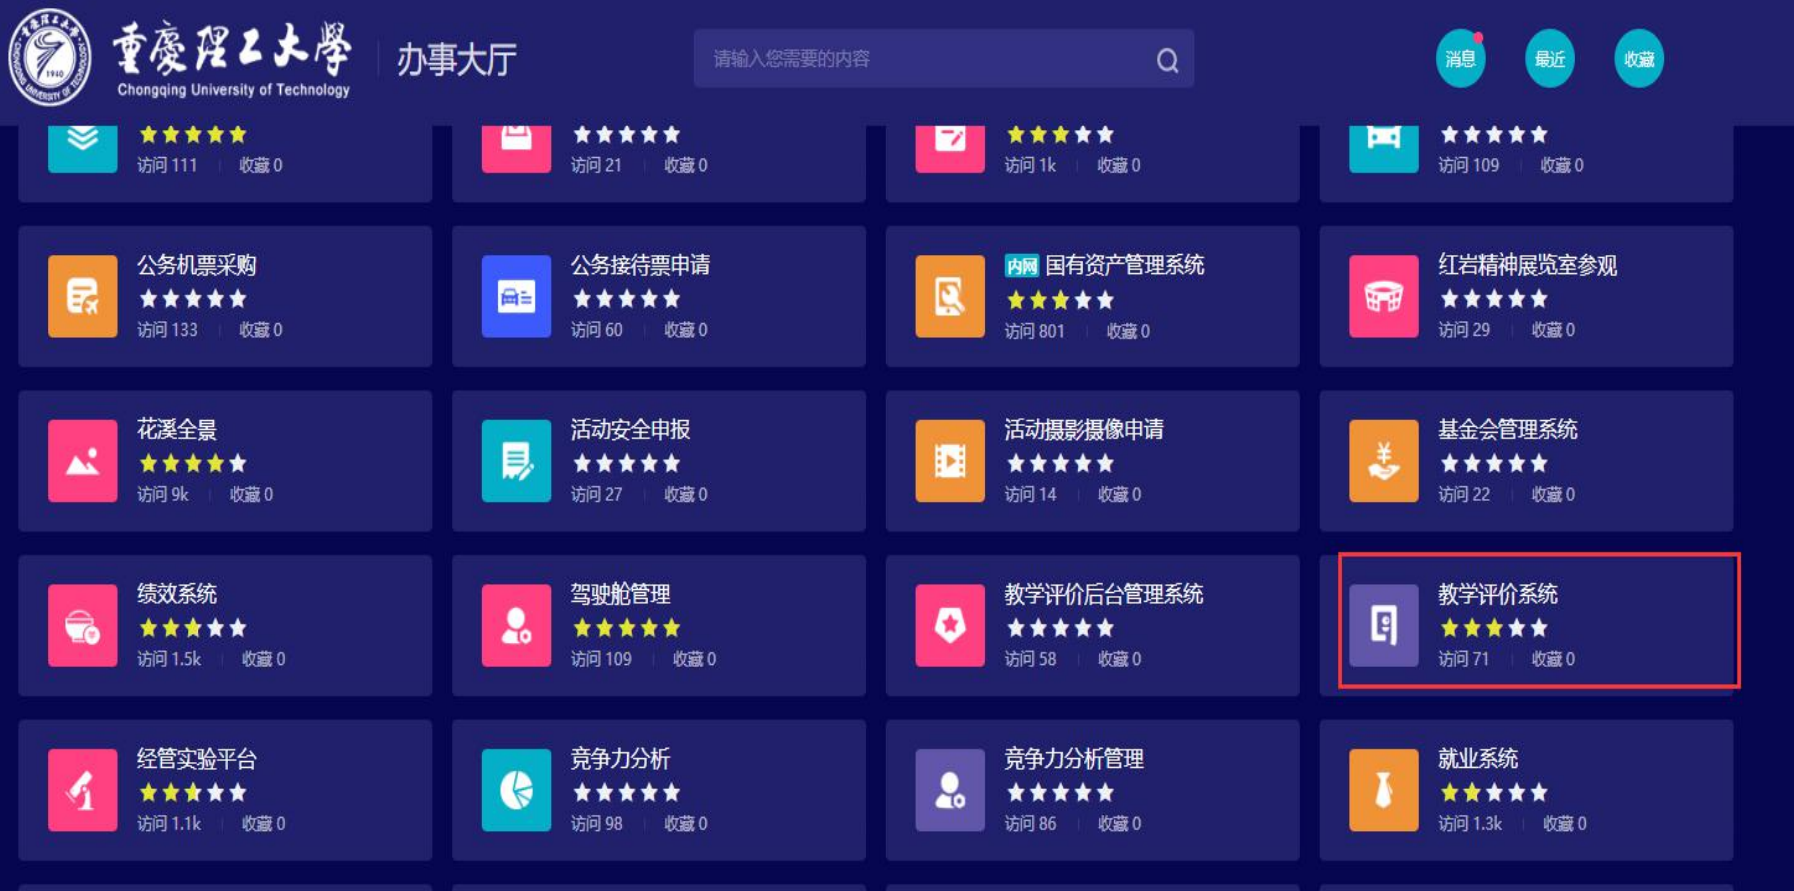 重慶理工大學
Chongqing University of Technology
办事大厅
请输入您需要的内容
消息
最近
收藏
访问 111 收藏 0
访问 21 收藏 0
访问 1k 收藏 0
访问 109 收藏 0
公务机票采购
访问 133 收藏 0
公务接待票申请
访问 60 收藏 0
内网 国有资产管理系统
访问 801 收藏 0
红岩精神展览室参观
访问 29 收藏 0
花溪全景
访问 9k 收藏 0
活动安全申报
访问 27 收藏 0
活动摄影摄像申请
访问 14 收藏 0
基金会管理系统
访问 22 收藏 0
绩效系统
访问 1.5k 收藏 0
驾驶舱管理
访问 109 收藏 0
教学评价后台管理系统
访问 58 收藏 0
教学评价系统
访问 71 收藏 0
经管实验平台
访问 1.1k 收藏 0
竞争力分析
访问 98 收藏 0
竞争力分析管理
访问 86 收藏 0
就业系统
访问 1.3k 收藏 0